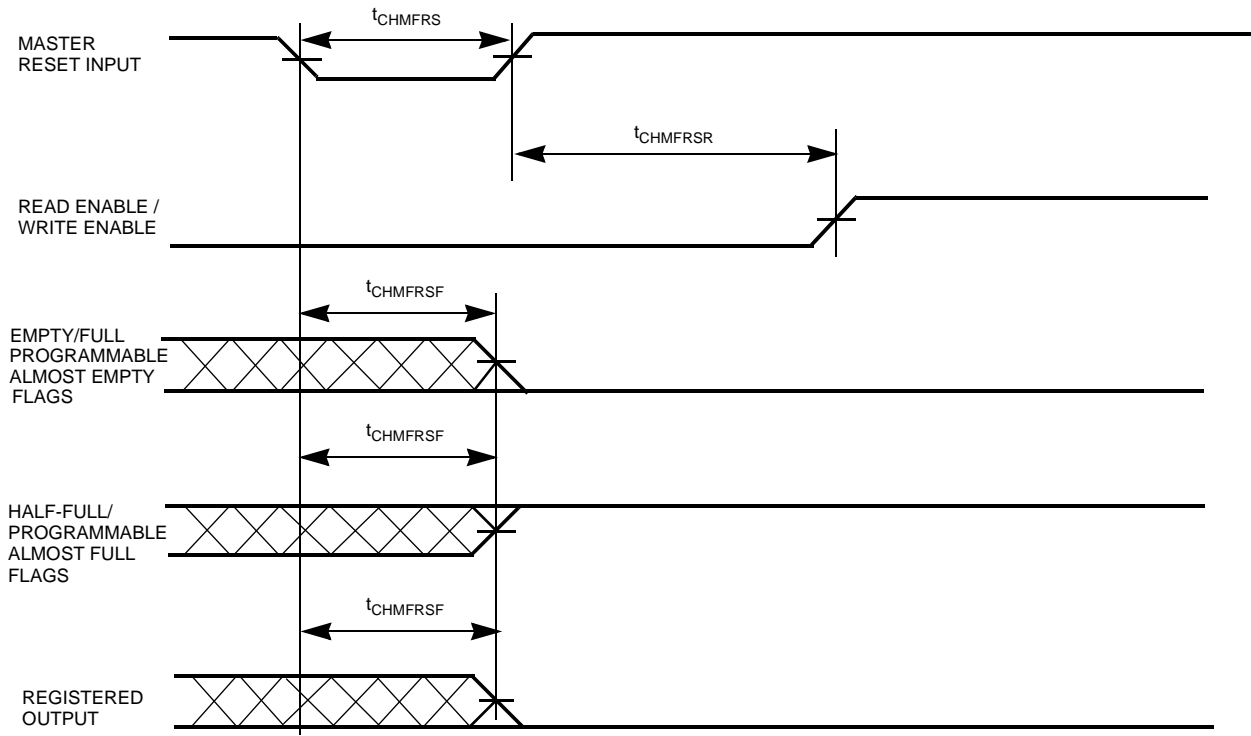 tCHMFRS
MASTER
RESET INPUT
tCHMFRSR
READ ENABLE /
WRITE ENABLE
tCHMFRSF
EMPTY/FULL
PROGRAMMABLE
ALMOST EMPTY
FLAGS
tCHMFRSF
HALF-FULL/
PROGRAMMABLE
ALMOST FULL
FLAGS
tCHMFRSF
REGISTERED
OUTPUT